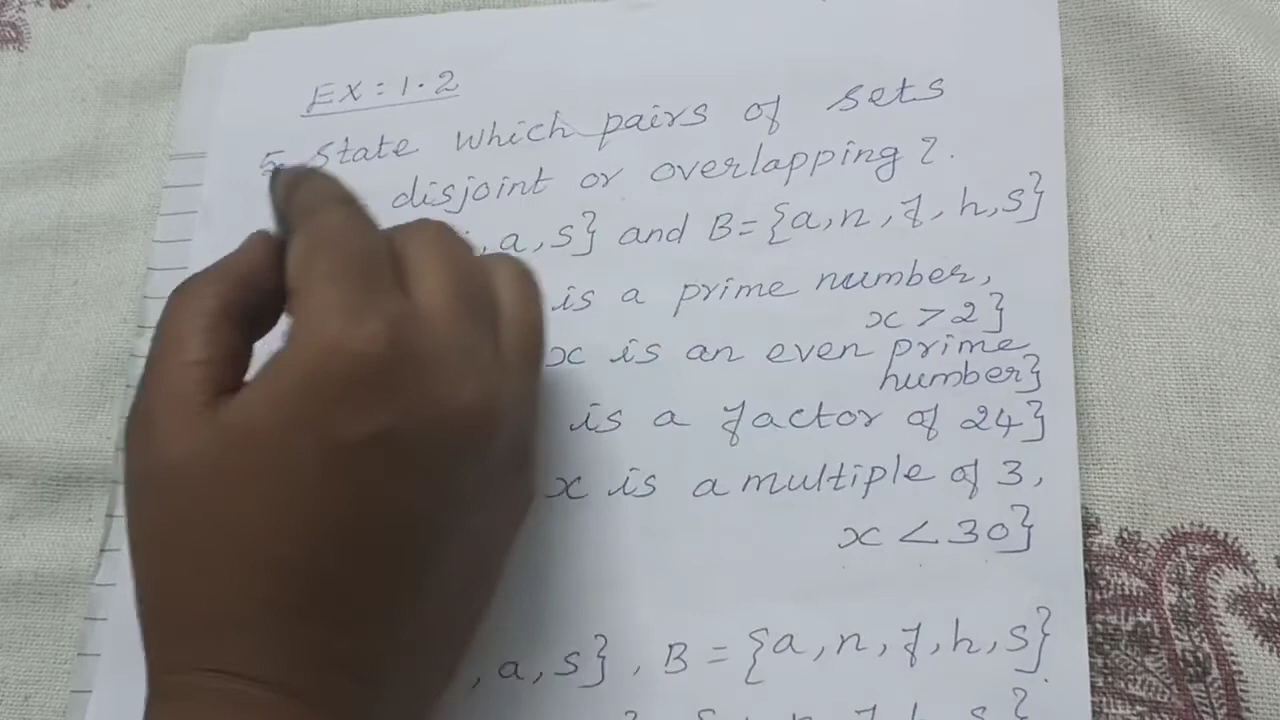 EX: 1.2
5. State which pairs of sets
disjoint or overlapping?.
, a, s} and B = {a, n, f, h, s}
is a prime number,
x > 2}
x is an even prime
number}
is a factor of 24}
x is a multiple of 3,
x < 30}
, a, s}, B = {a, n, f, h, s}